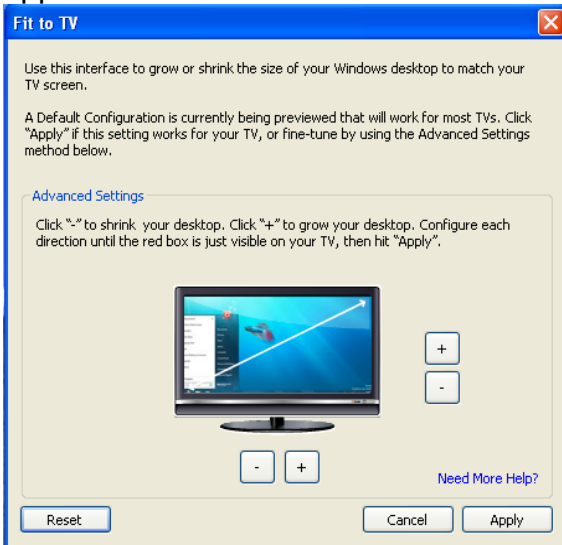 Fit to TV
Use this interface to grow or shrink the size of your Windows desktop to match your
TV screen.
A Default Configuration is currently being previewed that will work for most TVs. Click
"Apply" if this setting works for your TV, or fine-tune by using the Advanced Settings
method below.
Advanced Settings
Click "-" to shrink your desktop. Click "+" to grow your desktop. Configure each
direction until the red box is just visible on your TV, then hit "Apply".
+
-
- +
Need More Help?
Reset Cancel Apply